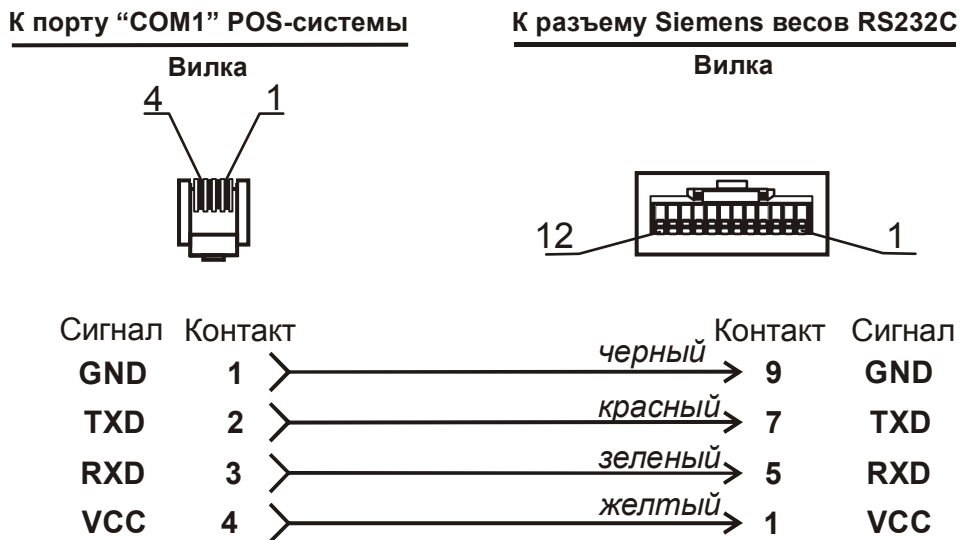 К порту “COM1” POS-системы К разъему Siemens весов RS232C
Вилка Вилка
4 1
12 1
Сигнал Контакт Контакт Сигнал
GND 1 черный 9 GND
TXD 2 красный 7 TXD
RXD 3 зеленый 5 RXD
VCC 4 желтый 1 VCC